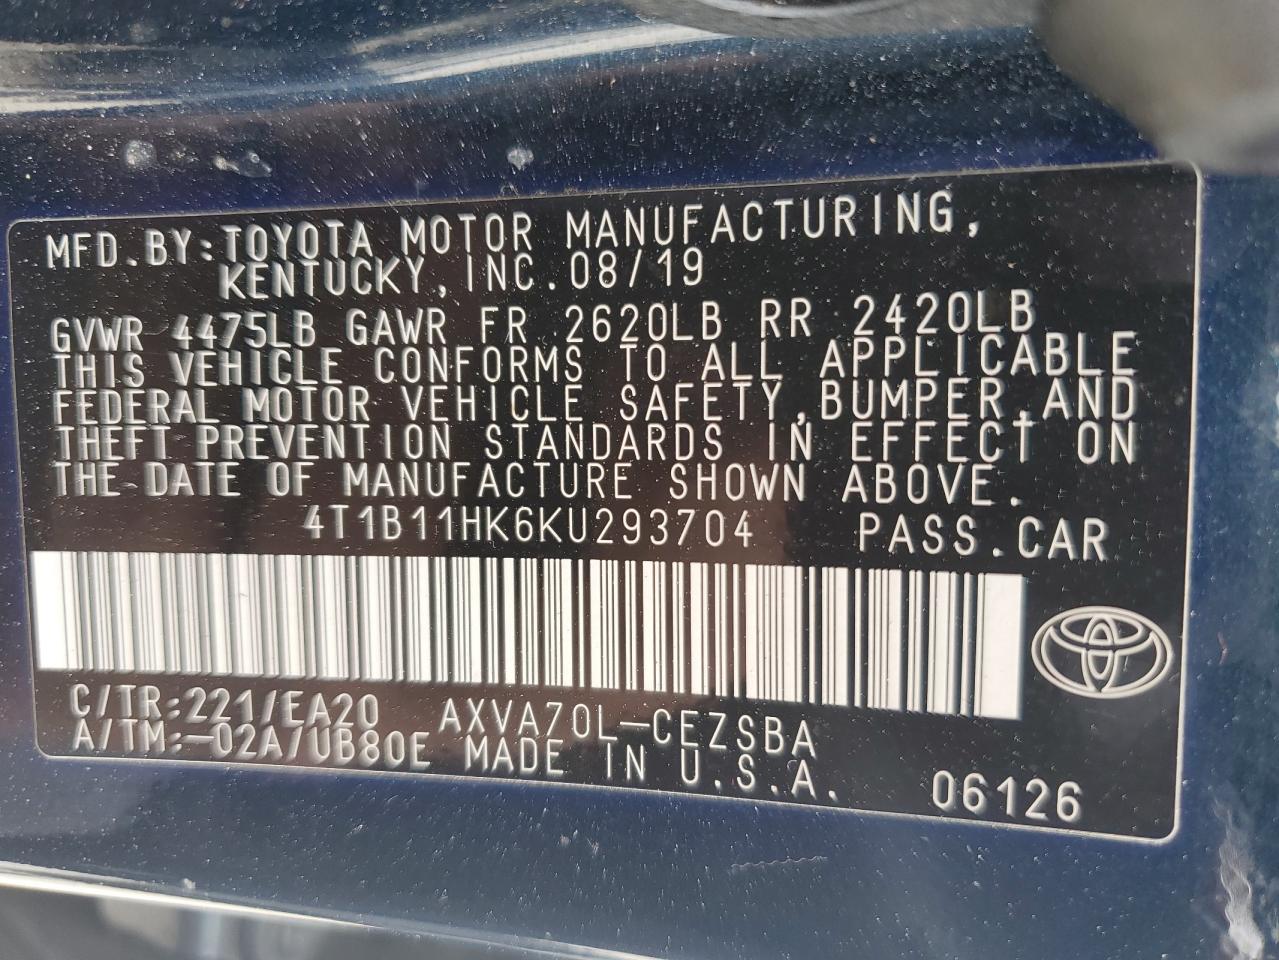 MFD.BY:TOYOTA MOTOR MANUFACTURING,
KENTUCKY,INC.08/19
GVWR 4475LB GAWR FR 2620LB RR 2420LB
THIS VEHICLE CONFORMS TO ALL APPLICABLE
FEDERAL MOTOR VEHICLE SAFETY,BUMPER,AND
THEFT PREVENTION STANDARDS IN EFFECT ON
THE DATE OF MANUFACTURE SHOWN ABOVE.
4T1B11HK6KU293704 PASS.CAR
C/TR:221/EA20 AXVA70L-CEZSBA
A/TM:-02A/UB80E MADE IN U.S.A. 06126